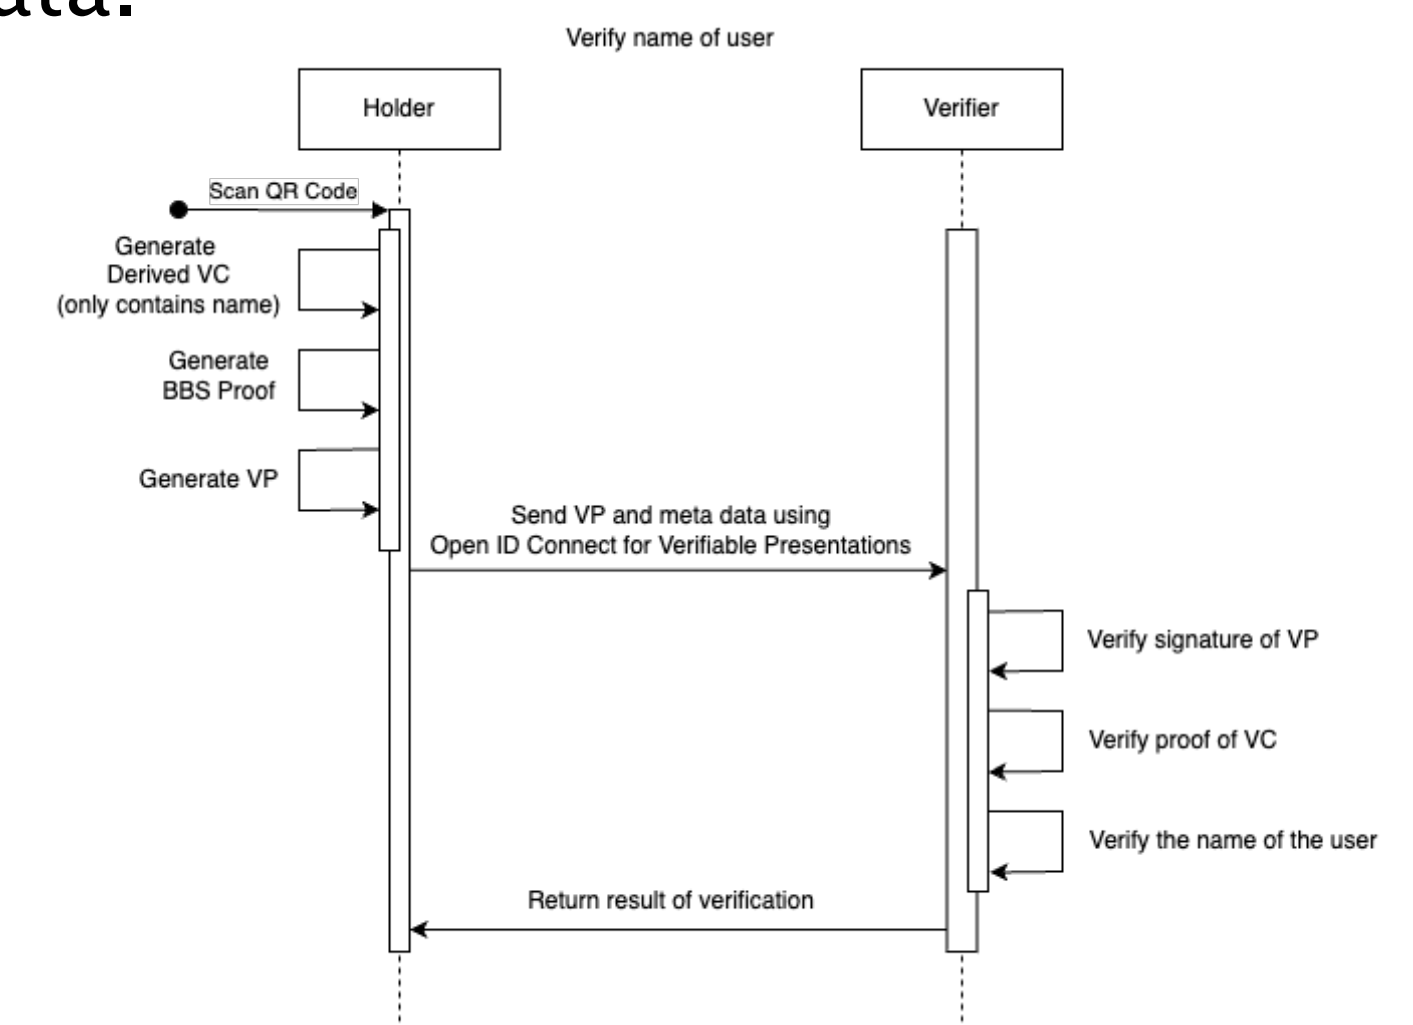 ata.
Verify name of user
Holder
Verifier
Scan QR Code
Generate
Derived VC
(only contains name)
Generate
BBS Proof
Generate VP
Send VP and meta data using
Open ID Connect for Verifiable Presentations
Verify signature of VP
Verify proof of VC
Verify the name of the user
Return result of verification